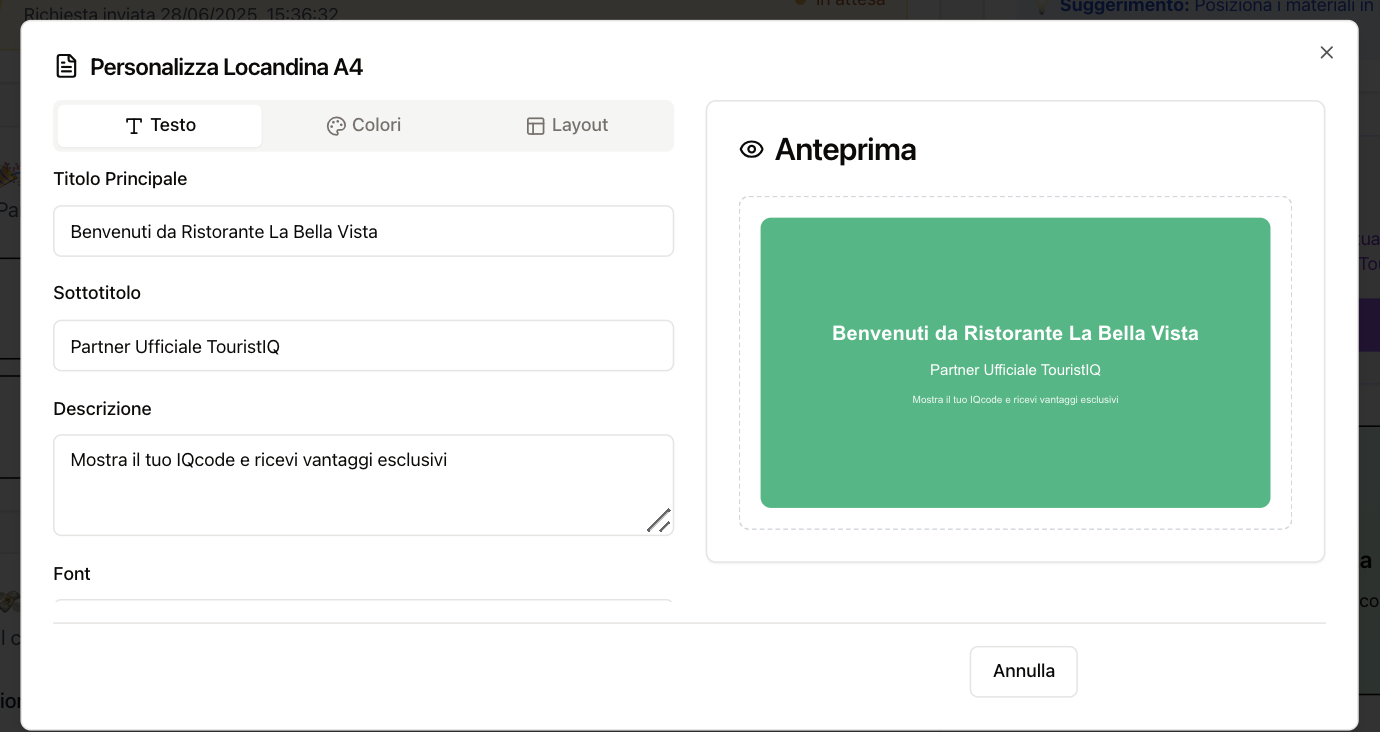 Richiesta inviata 28/06/2025, 15:36:32
In attesa
Suggerimento: Posiziona i materiali in
Personalizza Locandina A4
Testo
Colori
Layout
Titolo Principale
Benvenuti da Ristorante La Bella Vista
Sottotitolo
Partner Ufficiale TouristIQ
Descrizione
Mostra il tuo IQcode e ricevi vantaggi esclusivi
Font
Anteprima
Benvenuti da Ristorante La Bella Vista
Partner Ufficiale TouristIQ
Mostra il tuo IQcode e ricevi vantaggi esclusivi
Annulla